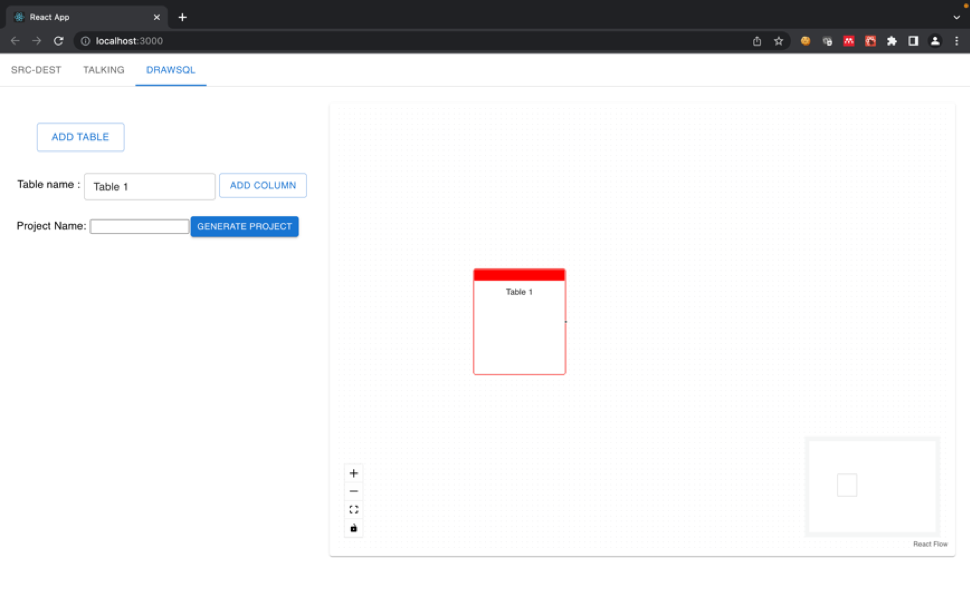 React App
localhost:3000
SRC-DEST TALKING DRAWSQL
ADD TABLE
Table name : Table 1 ADD COLUMN
Project Name: GENERATE PROJECT
Table 1
React Flow